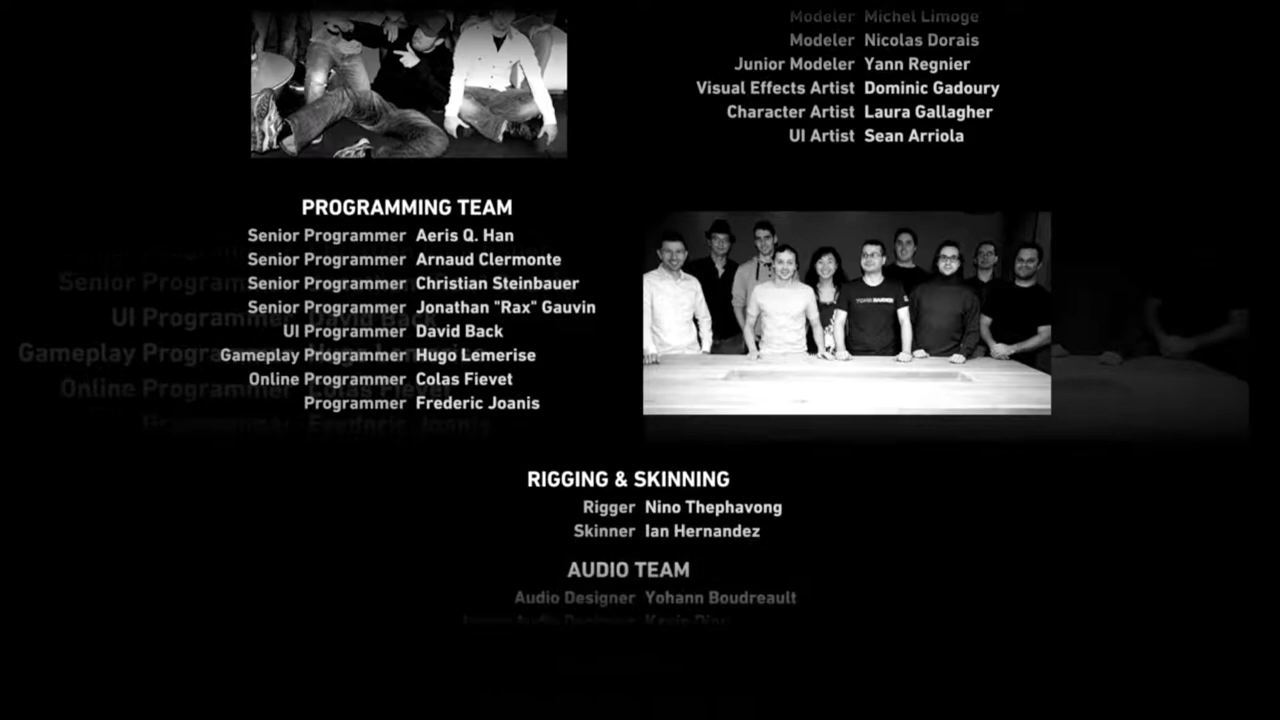 Modeler Michel Limoge
Modeler Nicolas Dorais
Junior Modeler Yann Regnier
Visual Effects Artist Dominic Gadoury
Character Artist Laura Gallagher
UI Artist Sean Arriola
PROGRAMMING TEAM
Senior Programmer Aeris Q. Han
Senior Programmer Arnaud Clermonte
Senior Programmer Christian Steinbauer
Senior Programmer Jonathan "Rax" Gauvin
UI Programmer David Back
Gameplay Programmer Hugo Lemerise
Online Programmer Colas Fievet
Programmer Frederic Joanis
RIGGING & SKINNING
Rigger Nino Thephavong
Skinner Ian Hernandez
AUDIO TEAM
Audio Designer Yohann Boudreault